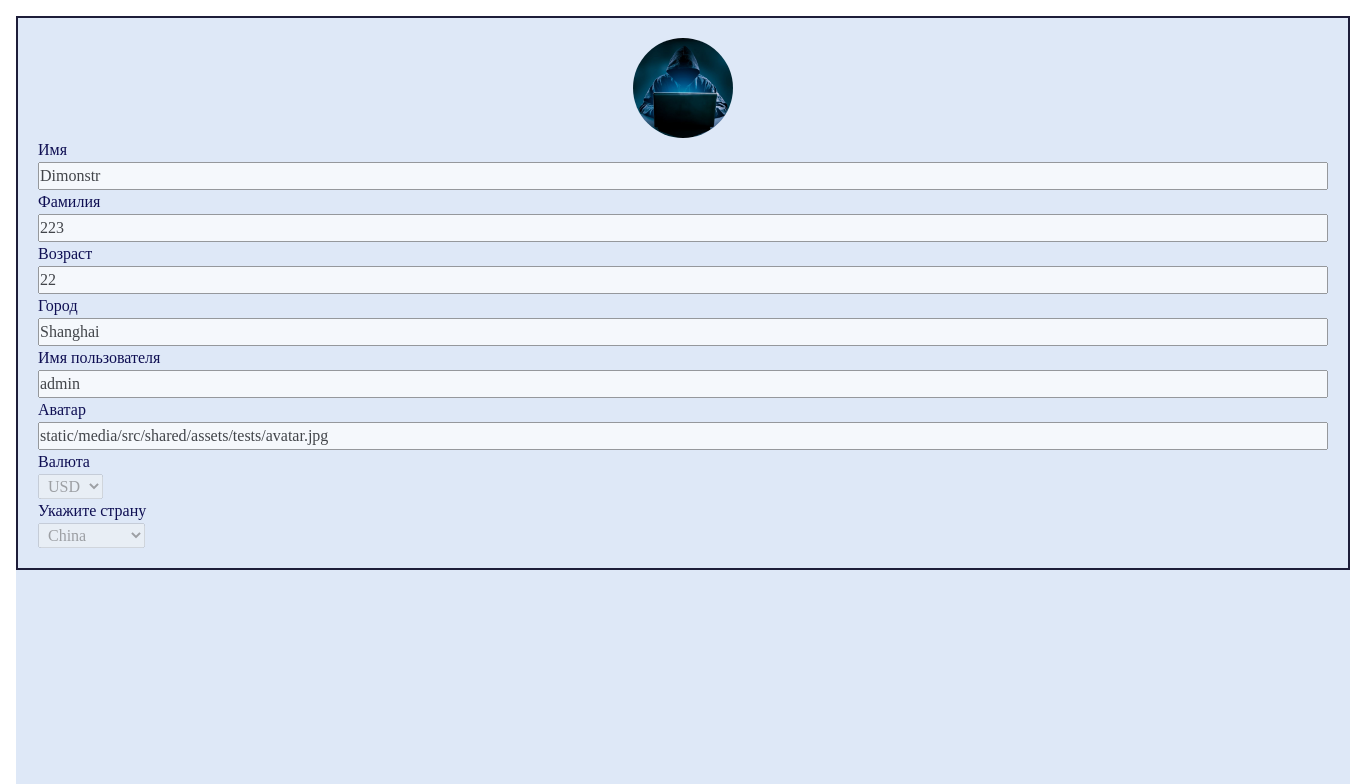 Имя
Dimonstr
Фамилия
223
Возраст
22
Город
Shanghai
Имя пользователя
admin
Аватар
static/media/src/shared/assets/tests/avatar.jpg
Валюта
USD
Укажите страну
China